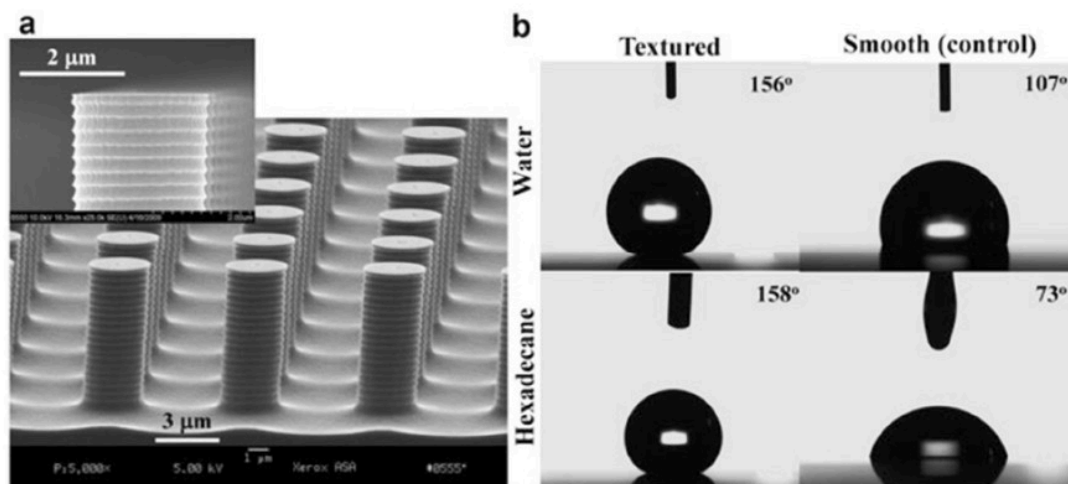 a
2 μm
3 μm
1 μm
P:5,000×
5.00 kV
Xerox ASA
#0555*
b
Textured
Smooth (control)
Water
156°
107°
Hexadecane
158°
73°